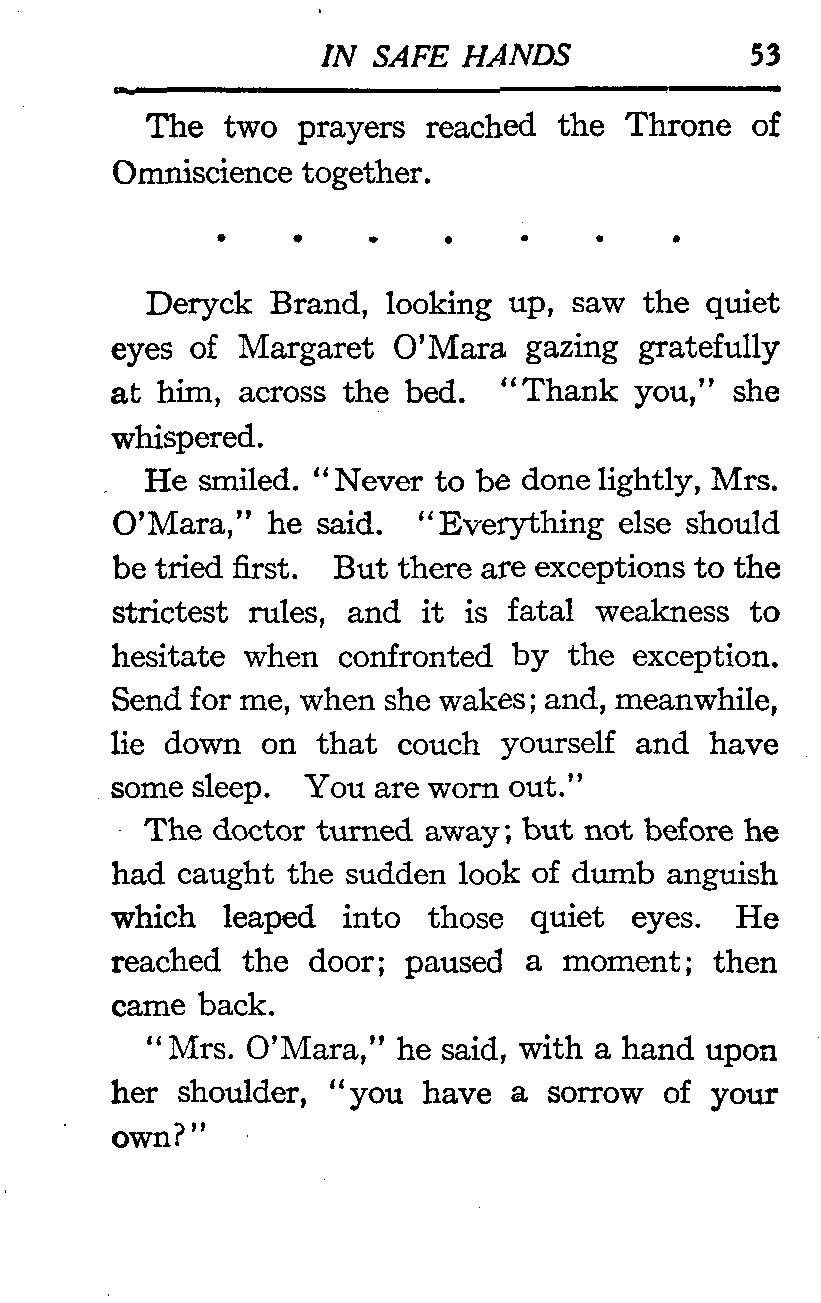 IN SAFE HANDS 53
The two prayers reached the Throne of
Omniscience together.
. . . . . . .
Deryck Brand, looking up, saw the quiet
eyes of Margaret O'Mara gazing gratefully
at him, across the bed. "Thank you," she
whispered.
He smiled. "Never to be done lightly, Mrs.
O'Mara," he said. "Everything else should
be tried first. But there are exceptions to the
strictest rules, and it is fatal weakness to
hesitate when confronted by the exception.
Send for me, when she wakes; and, meanwhile,
lie down on that couch yourself and have
some sleep. You are worn out."
The doctor turned away; but not before he
had caught the sudden look of dumb anguish
which leaped into those quiet eyes. He
reached the door; paused a moment; then
came back.
"Mrs. O'Mara," he said, with a hand upon
her shoulder, "you have a sorrow of your
own?"